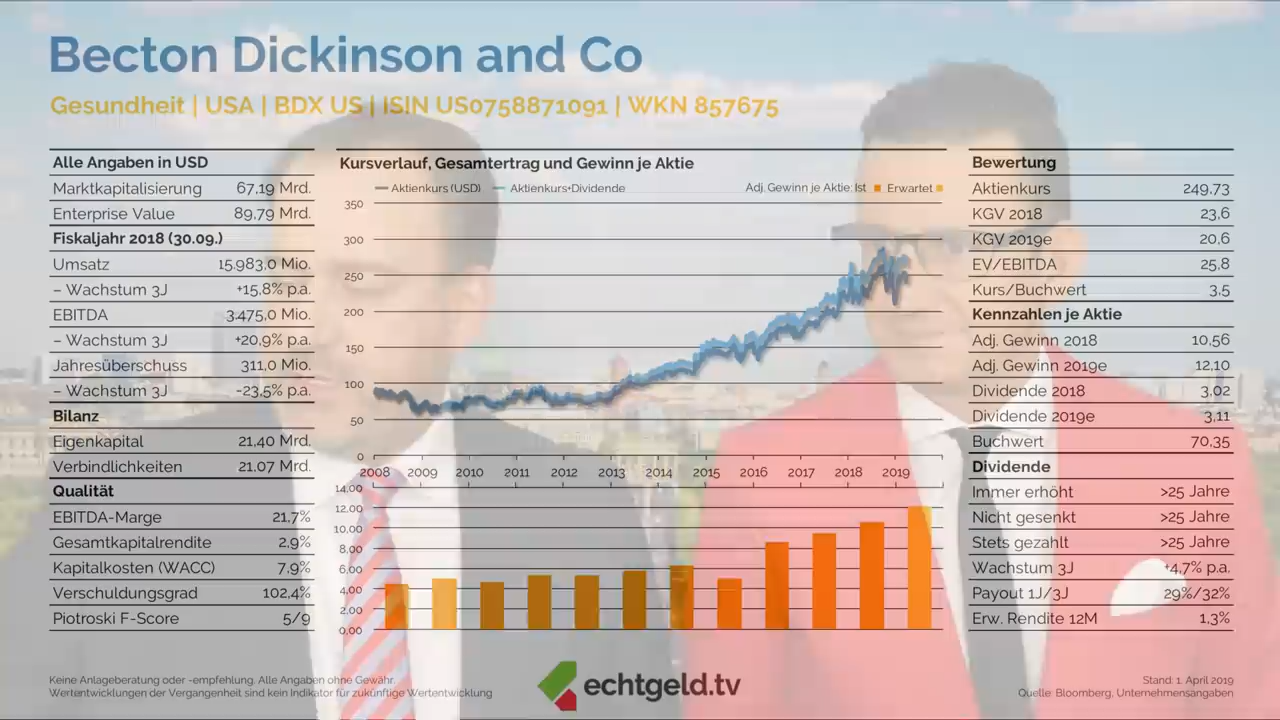 Becton Dickinson and Co
Gesundheit | USA | BDX US | ISIN US0758871091 | WKN 857675
Alle Angaben in USD
Marktkapitalisierung 67,19 Mrd.
Enterprise Value 89,79 Mrd.
Fiskaljahr 2018 (30.09.)
Umsatz 15.983,0 Mio.
– Wachstum 3J +15,8% p.a.
EBITDA 3.475,0 Mio.
– Wachstum 3J +20,9% p.a.
Jahresüberschuss 311,0 Mio.
– Wachstum 3J -23,5% p.a.
Bilanz
Eigenkapital 21,40 Mrd.
Verbindlichkeiten 21,07 Mrd.
Qualität
EBITDA-Marge 21,7%
Gesamtkapitalrendite 2,9%
Kapitalkosten (WACC) 7,9%
Verschuldungsgrad 102,4%
Piotroski F-Score 5/9
Kursverlauf, Gesamtertrag und Gewinn je Aktie
Aktienkurs (USD) Aktienkurs+Dividende Adj. Gewinn je Aktie: Ist Erwartet
350
300
250
200
150
100
50
0
2008 2009 2010 2011 2012 2013 2014 2015 2016 2017 2018 2019
14,00
12,00
10,00
8,00
6,00
4,00
2,00
0,00
Bewertung
Aktienkurs 249,73
KGV 2018 23,6
KGV 2019e 20,6
EV/EBITDA 25,8
Kurs/Buchwert 3,5
Kennzahlen je Aktie
Adj. Gewinn 2018 10,56
Adj. Gewinn 2019e 12,10
Dividende 2018 3,02
Dividende 2019e 3,11
Buchwert 70,35
Dividende
Immer erhöht >25 Jahre
Nicht gesenkt >25 Jahre
Stets gezahlt >25 Jahre
Wachstum 3J +4,7% p.a.
Payout 1J/3J 29%/32%
Erw. Rendite 12M 1,3%
Keine Anlageberatung oder -empfehlung. Alle Angaben ohne Gewähr.
Wertentwicklungen der Vergangenheit sind kein Indikator für zukünftige Wertentwicklung
echtgeld.tv
Stand: 1. April 2019
Quelle: Bloomberg, Unternehmensangaben